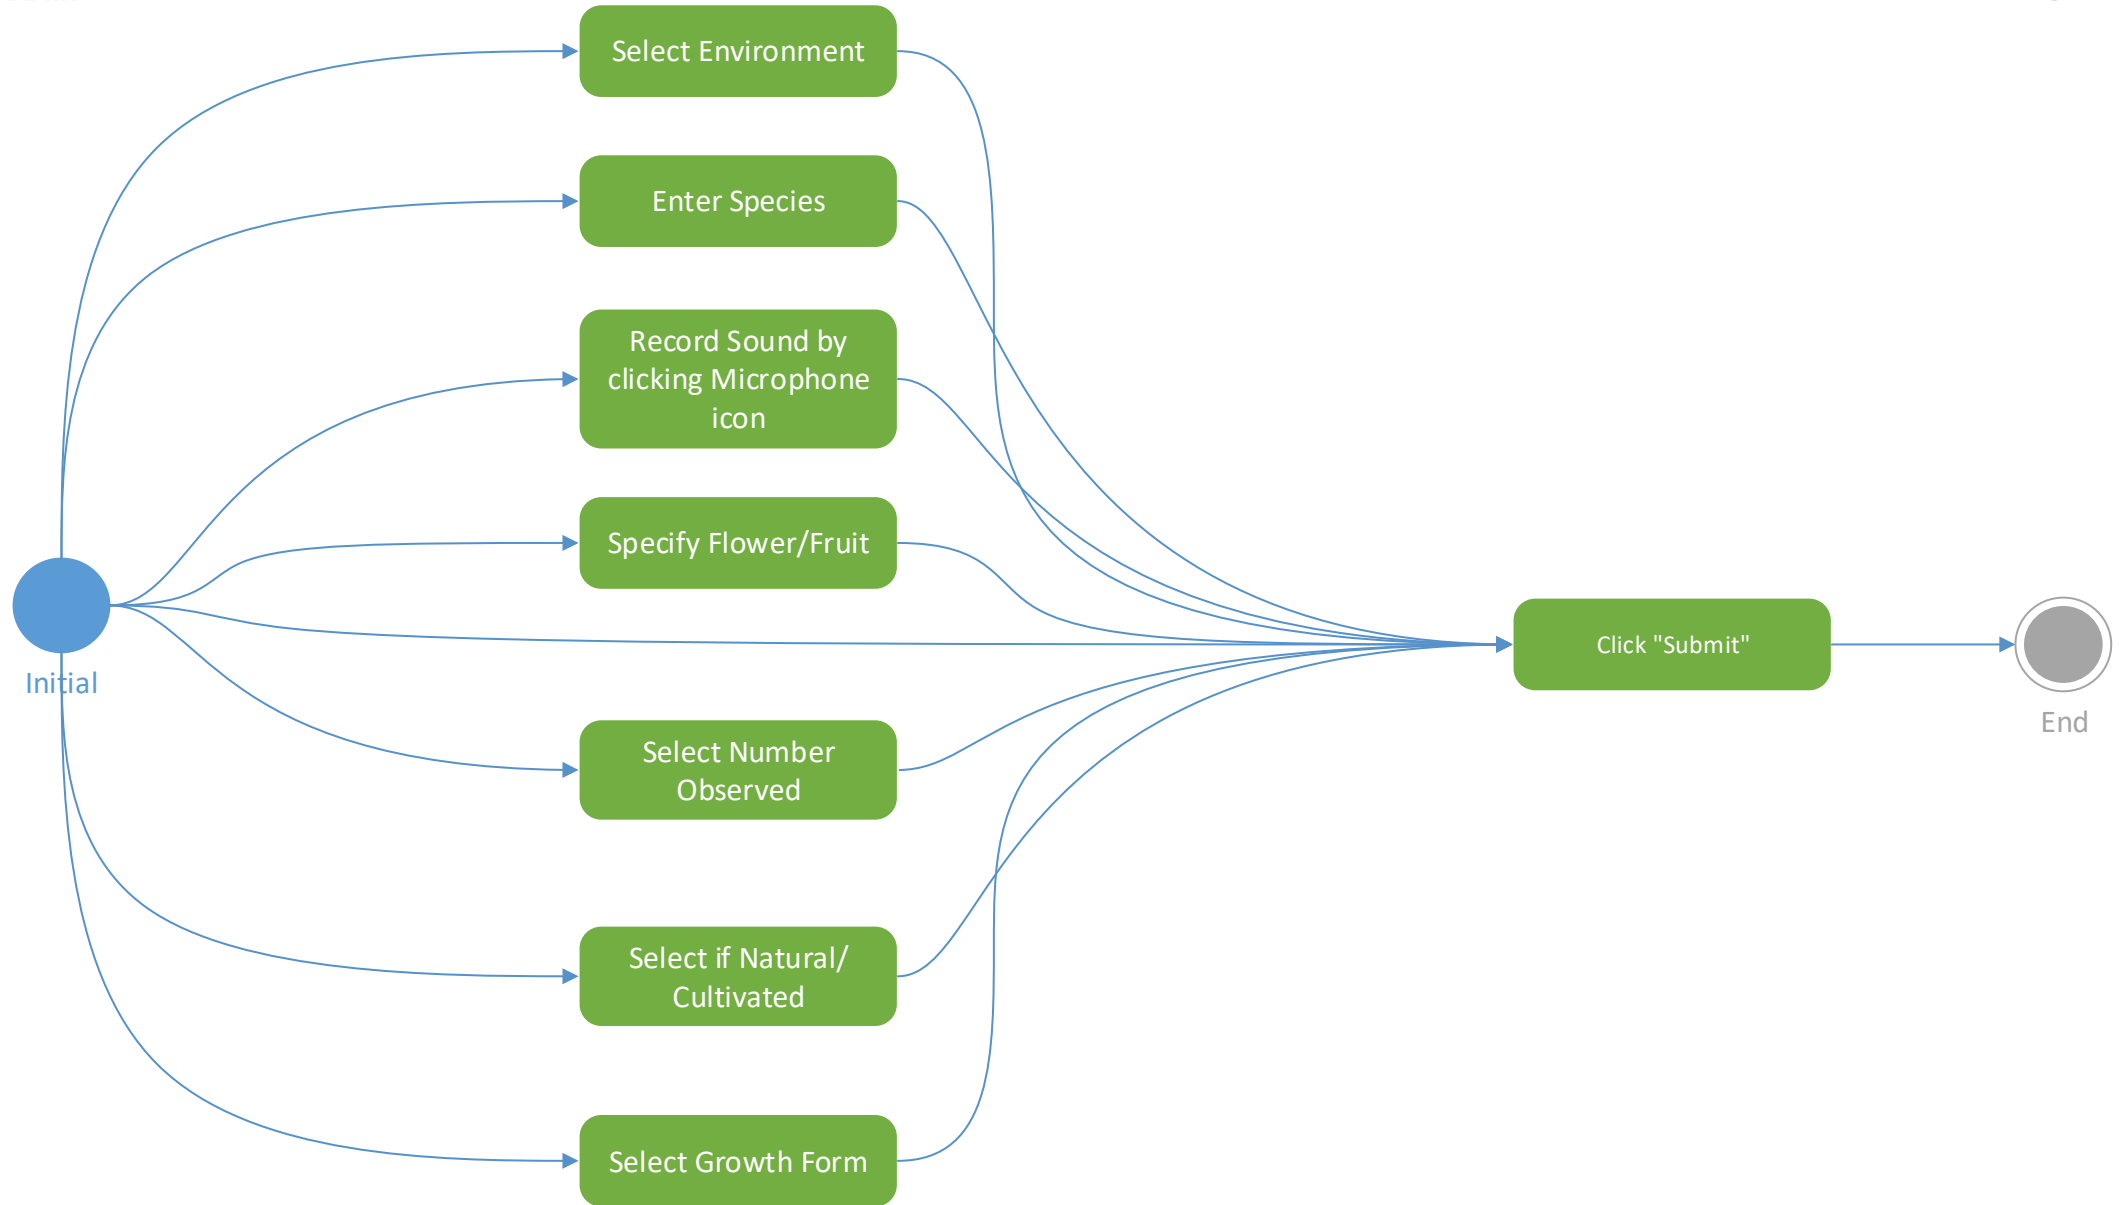 Select Environment
Enter Species
Record Sound by
clicking Microphone
icon
Specify Flower/Fruit
Initial
Click "Submit"
End
Select Number
Observed
Select if Natural/
Cultivated
Select Growth Form